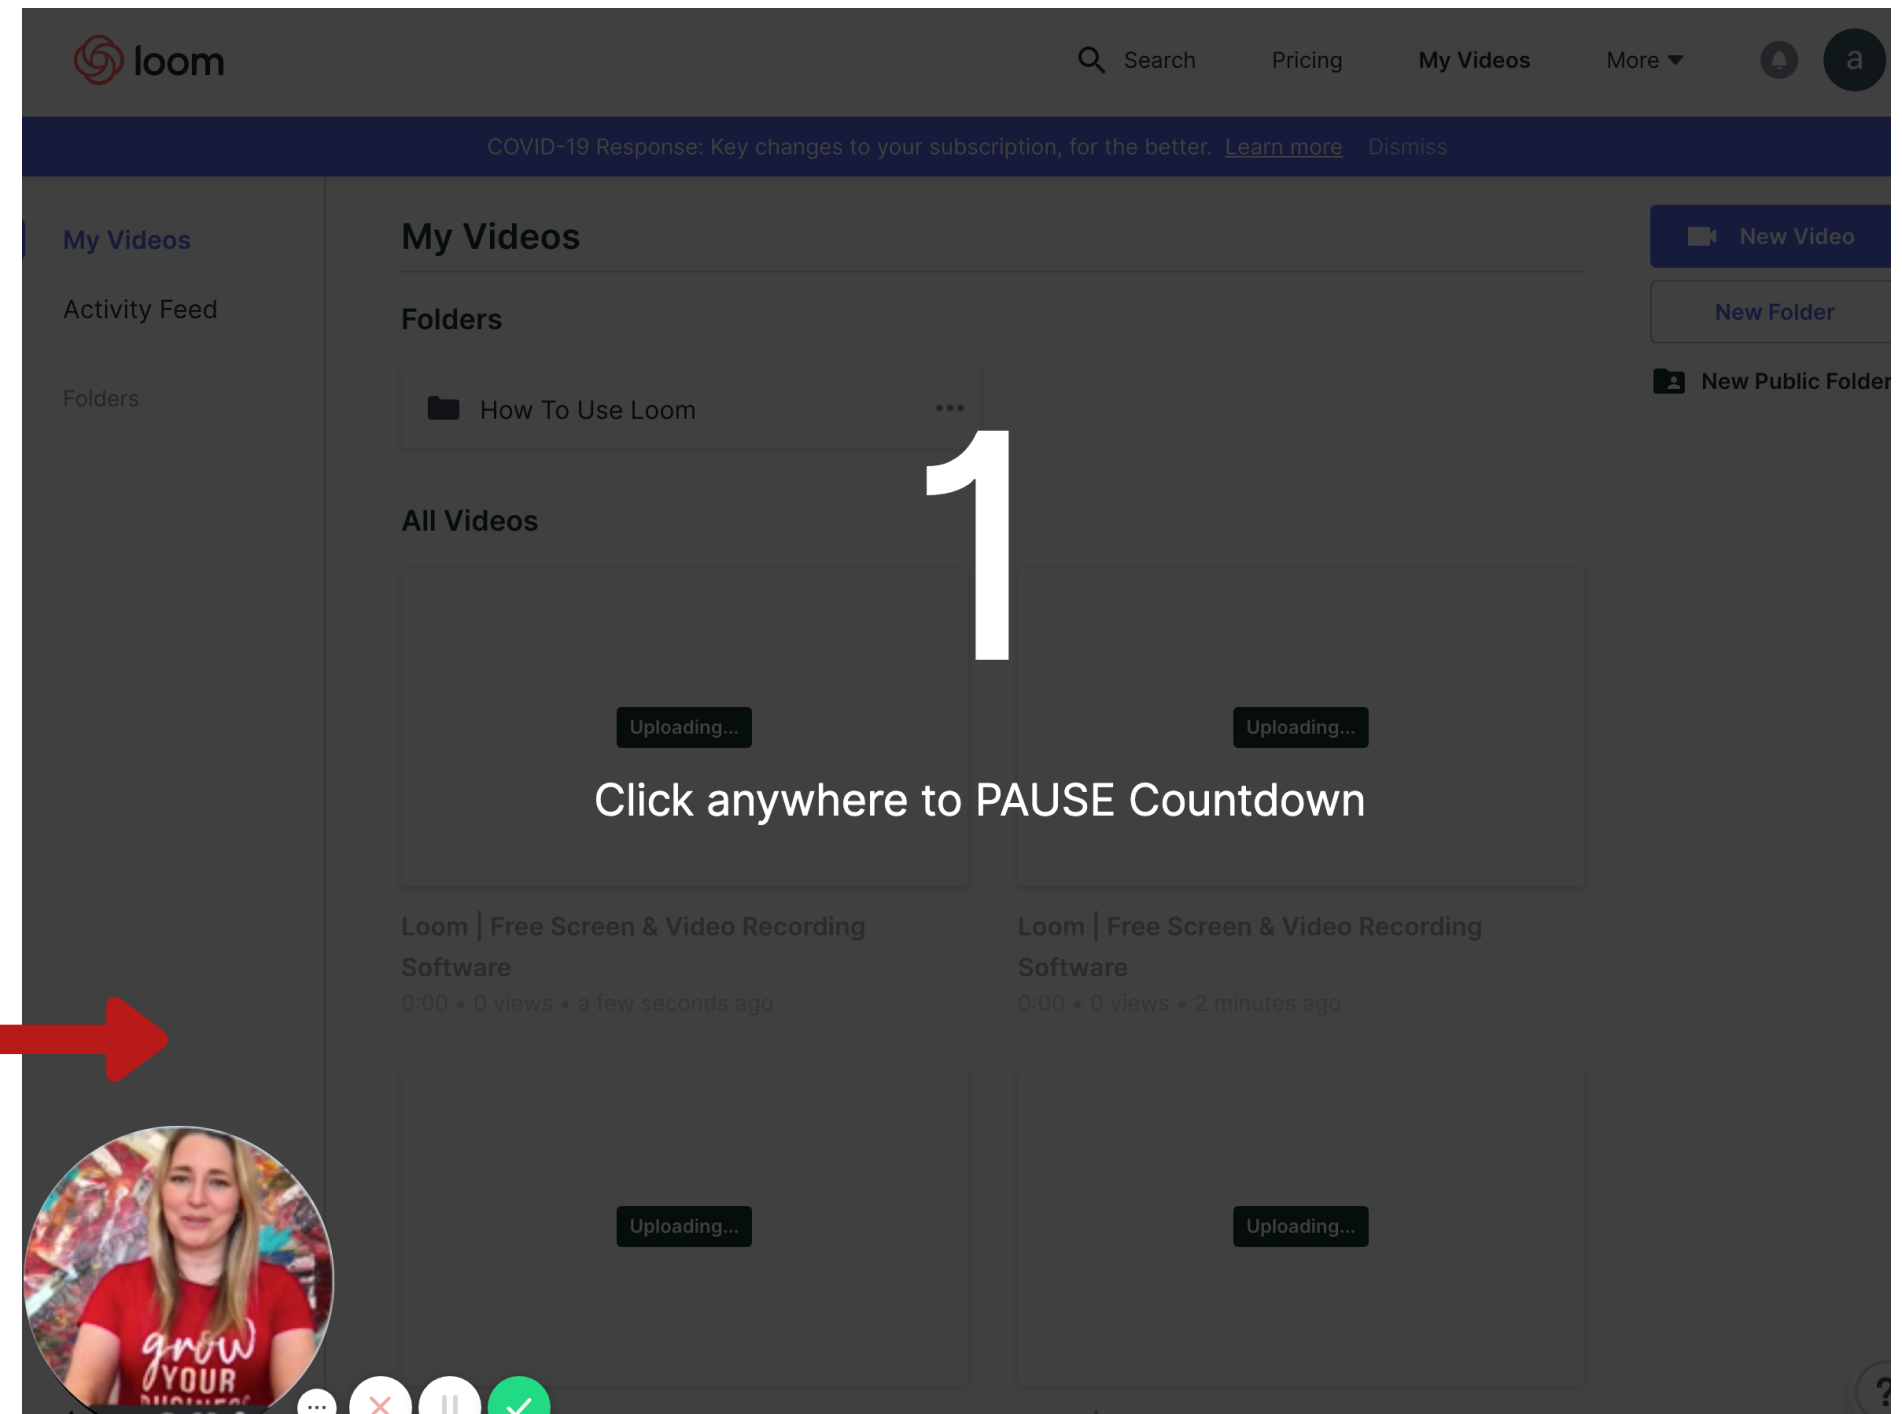 loom
Search
Pricing
My Videos
More
a
COVID-19 Response: Key changes to your subscription, for the better. Learn more Dismiss
My Videos
Activity Feed
Folders
My Videos
Folders
How To Use Loom
All Videos
New Video
New Folder
New Public Folder
1
Uploading...
Uploading...
Click anywhere to PAUSE Countdown
Loom | Free Screen & Video Recording
Software
0:00 • 0 views • a few seconds ago
Loom | Free Screen & Video Recording
Software
0:00 • 0 views • 2 minutes ago
Uploading...
Uploading...
grow
YOUR
BUSINESS
?